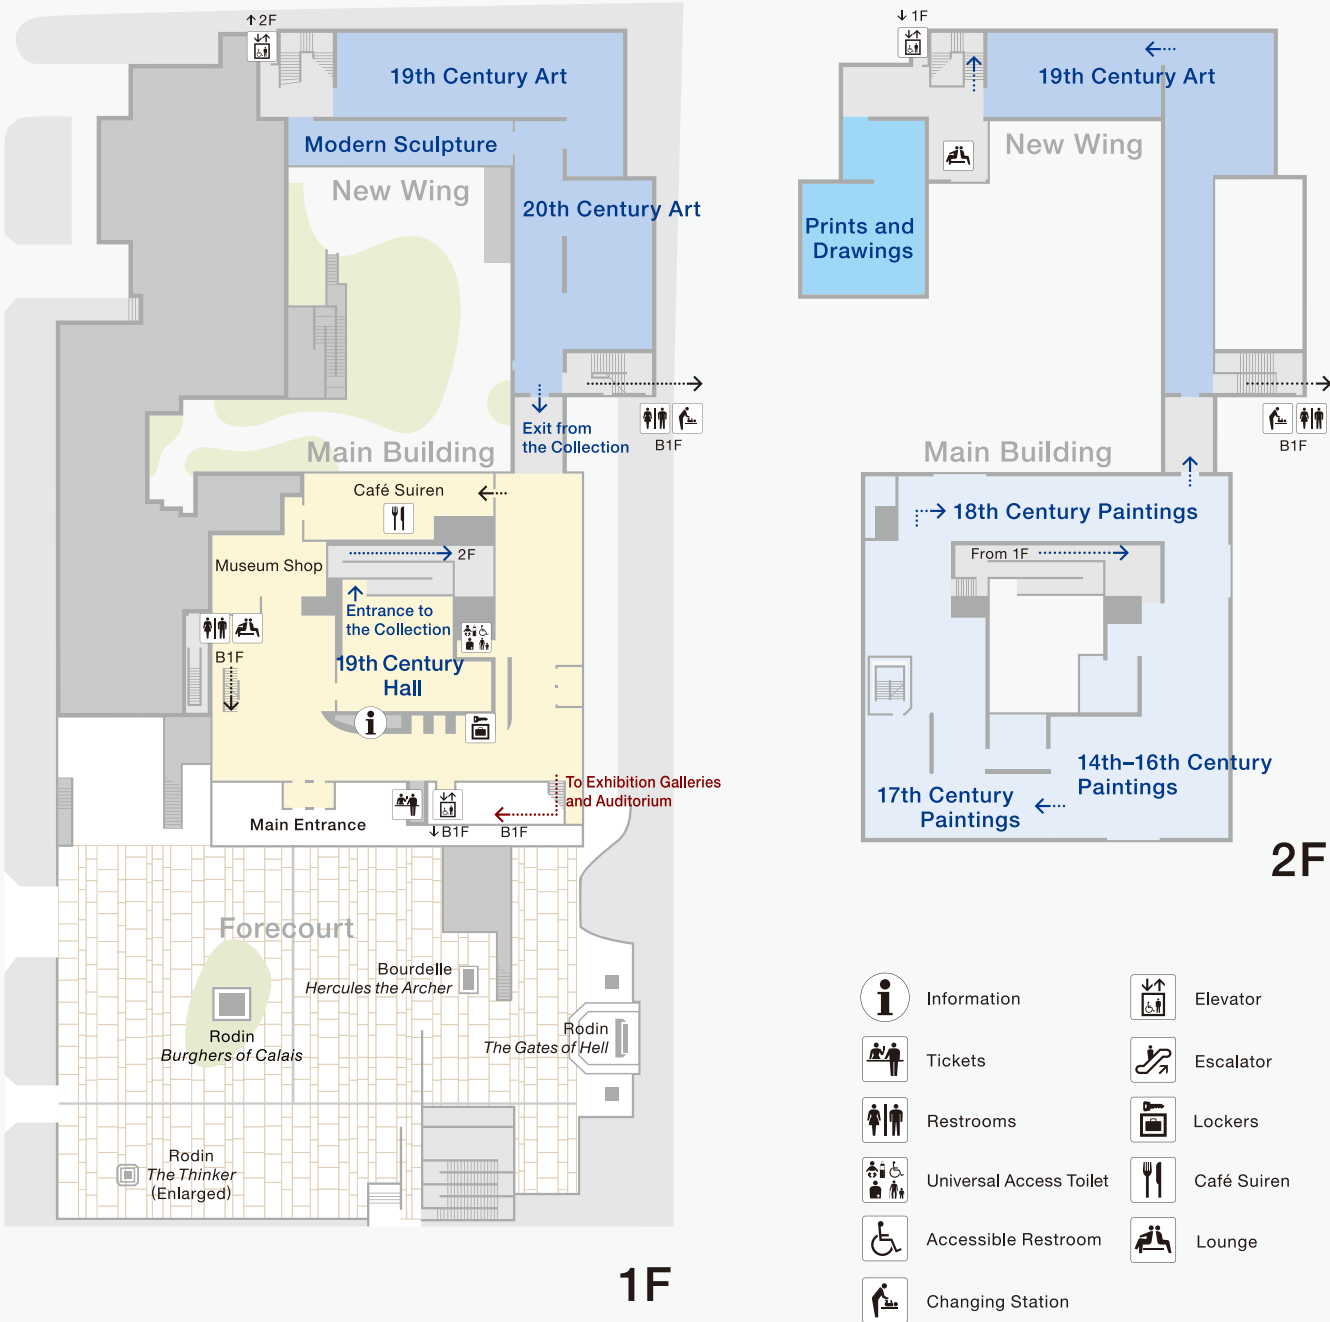 ↑ 2F
19th Century Art
Modern Sculpture
New Wing
20th Century Art
Exit from
the Collection
B1F
Main Building
Café Suiren
2F
Museum Shop
Entrance to
the Collection
B1F
19th Century
Hall
To Exhibition Galleries
and Auditorium
Main Entrance
↓ B1F
B1F
Forecourt
Bourdelle
Hercules the Archer
Rodin
Burghers of Calais
Rodin
The Gates of Hell
Rodin
The Thinker
(Enlarged)
1F
↓ 1F
19th Century Art
New Wing
Prints and
Drawings
B1F
Main Building
18th Century Paintings
From 1F
14th–16th Century
Paintings
17th Century
Paintings
2F
Information
Tickets
Restrooms
Universal Access Toilet
Accessible Restroom
Changing Station
Elevator
Escalator
Lockers
Café Suiren
Lounge